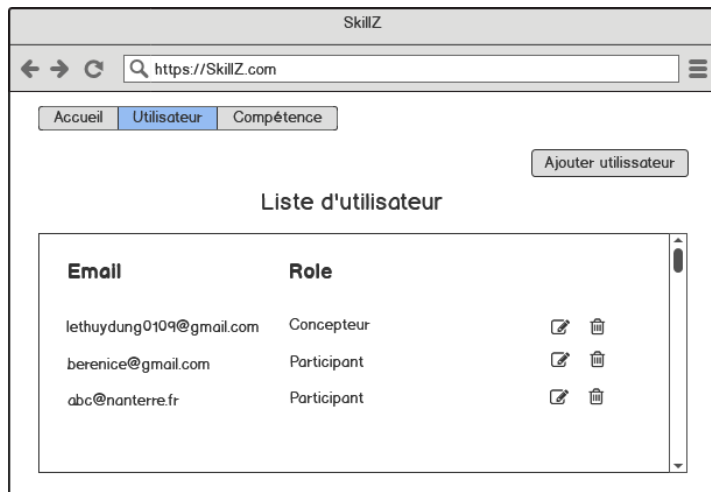 SkillZ
https://SkillZ.com
Accueil Utilisateur Compétence
Ajouter utilissateur
Liste d'utilisateur
Email Role
lethuydung0109@gmail.com Concepteur
berenice@gmail.com Participant
abc@nanterre.fr Participant